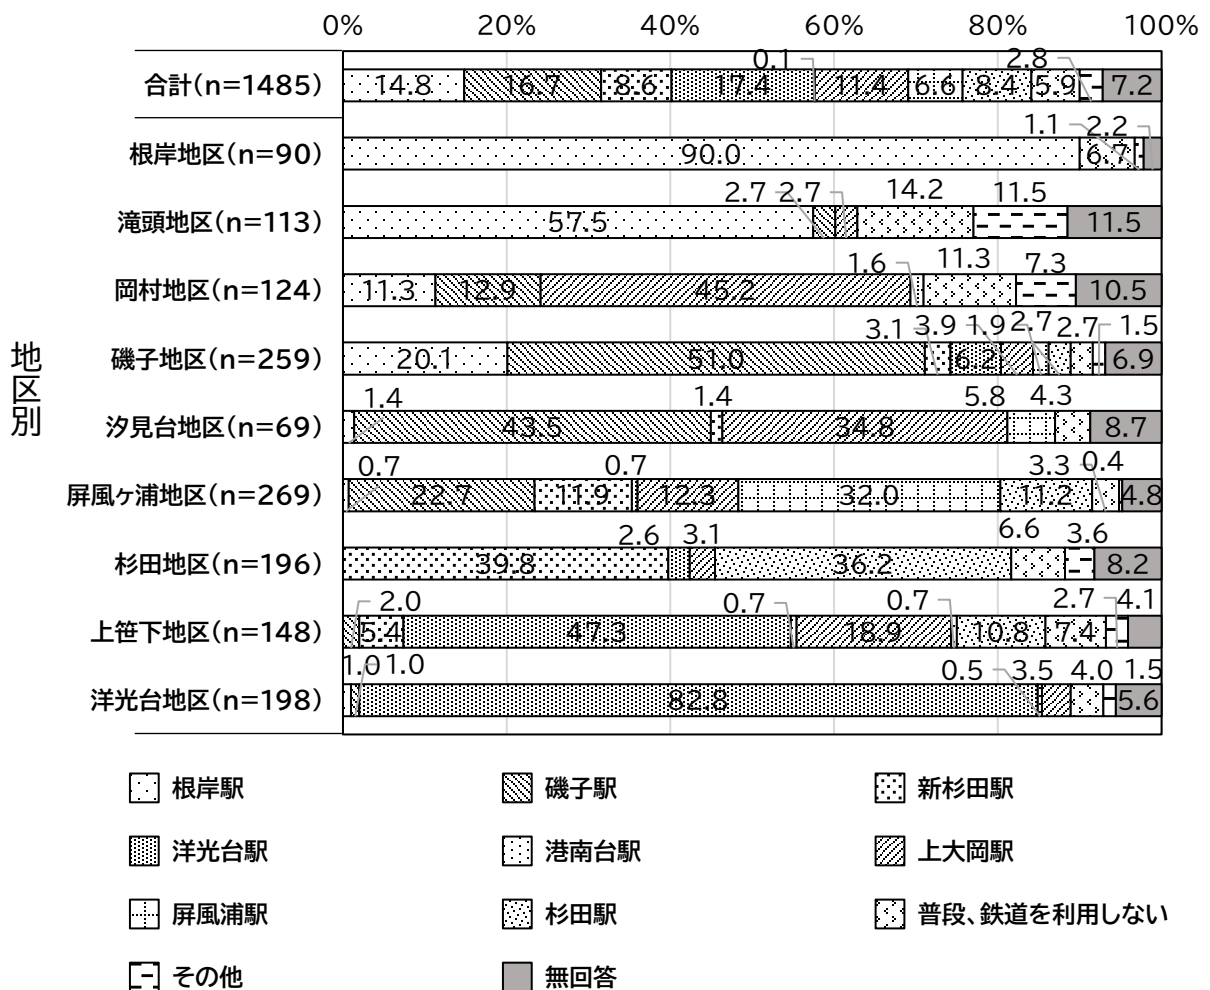 0% 20% 40% 60% 80% 100%
0.1 2.8
合計(n=1485) 14.8 16.7 8.6 17.4 11.4 6.6 8.4 5.9 7.2
1.1 2.2
根岸地区(n=90) 90.0 6.7
2.7 2.7 14.2 11.5
滝頭地区(n=113) 57.5 11.5
1.6 11.3 7.3
岡村地区(n=124) 11.3 12.9 45.2 10.5
3.1 3.9 1.9 2.7 2.7 1.5
磯子地区(n=259) 20.1 51.0 6.2 6.9
1.4 1.4 5.8 4.3
汐見台地区(n=69) 43.5 34.8 8.7
0.7 0.7 3.3 0.4
屏風ヶ浦地区(n=269) 22.7 11.9 12.3 32.0 11.2 4.8
2.6 3.1 6.6 3.6
杉田地区(n=196) 39.8 36.2 8.2
2.0 0.7 0.7 2.7 4.1
上笹下地区(n=148) 5.4 47.3 18.9 10.8 7.4
1.0 1.0 0.5 3.5 4.0 1.5
洋光台地区(n=198) 82.8 5.6
地区別
根岸駅 磯子駅 新杉田駅
洋光台駅 港南台駅 上大岡駅
屏風浦駅 杉田駅 普段、鉄道を利用しない
その他 無回答